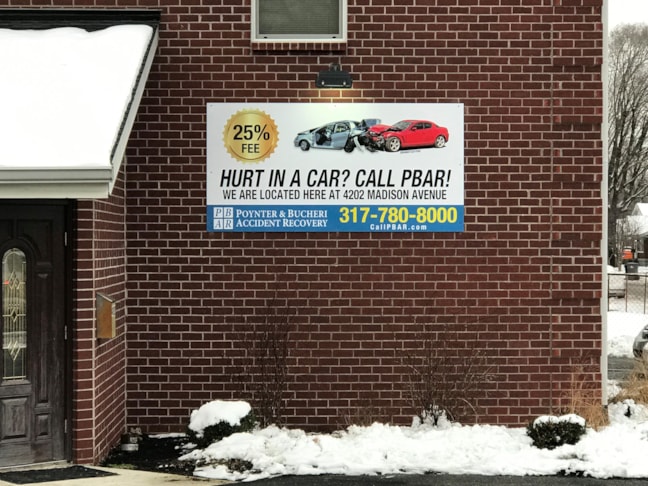 25%
FEE
HURT IN A CAR? CALL PBAR!
WE ARE LOCATED HERE AT 4202 MADISON AVENUE
PB
AR
POYNTER & BUCHERI
ACCIDENT RECOVERY
317-780-8000
CallPBAR.com